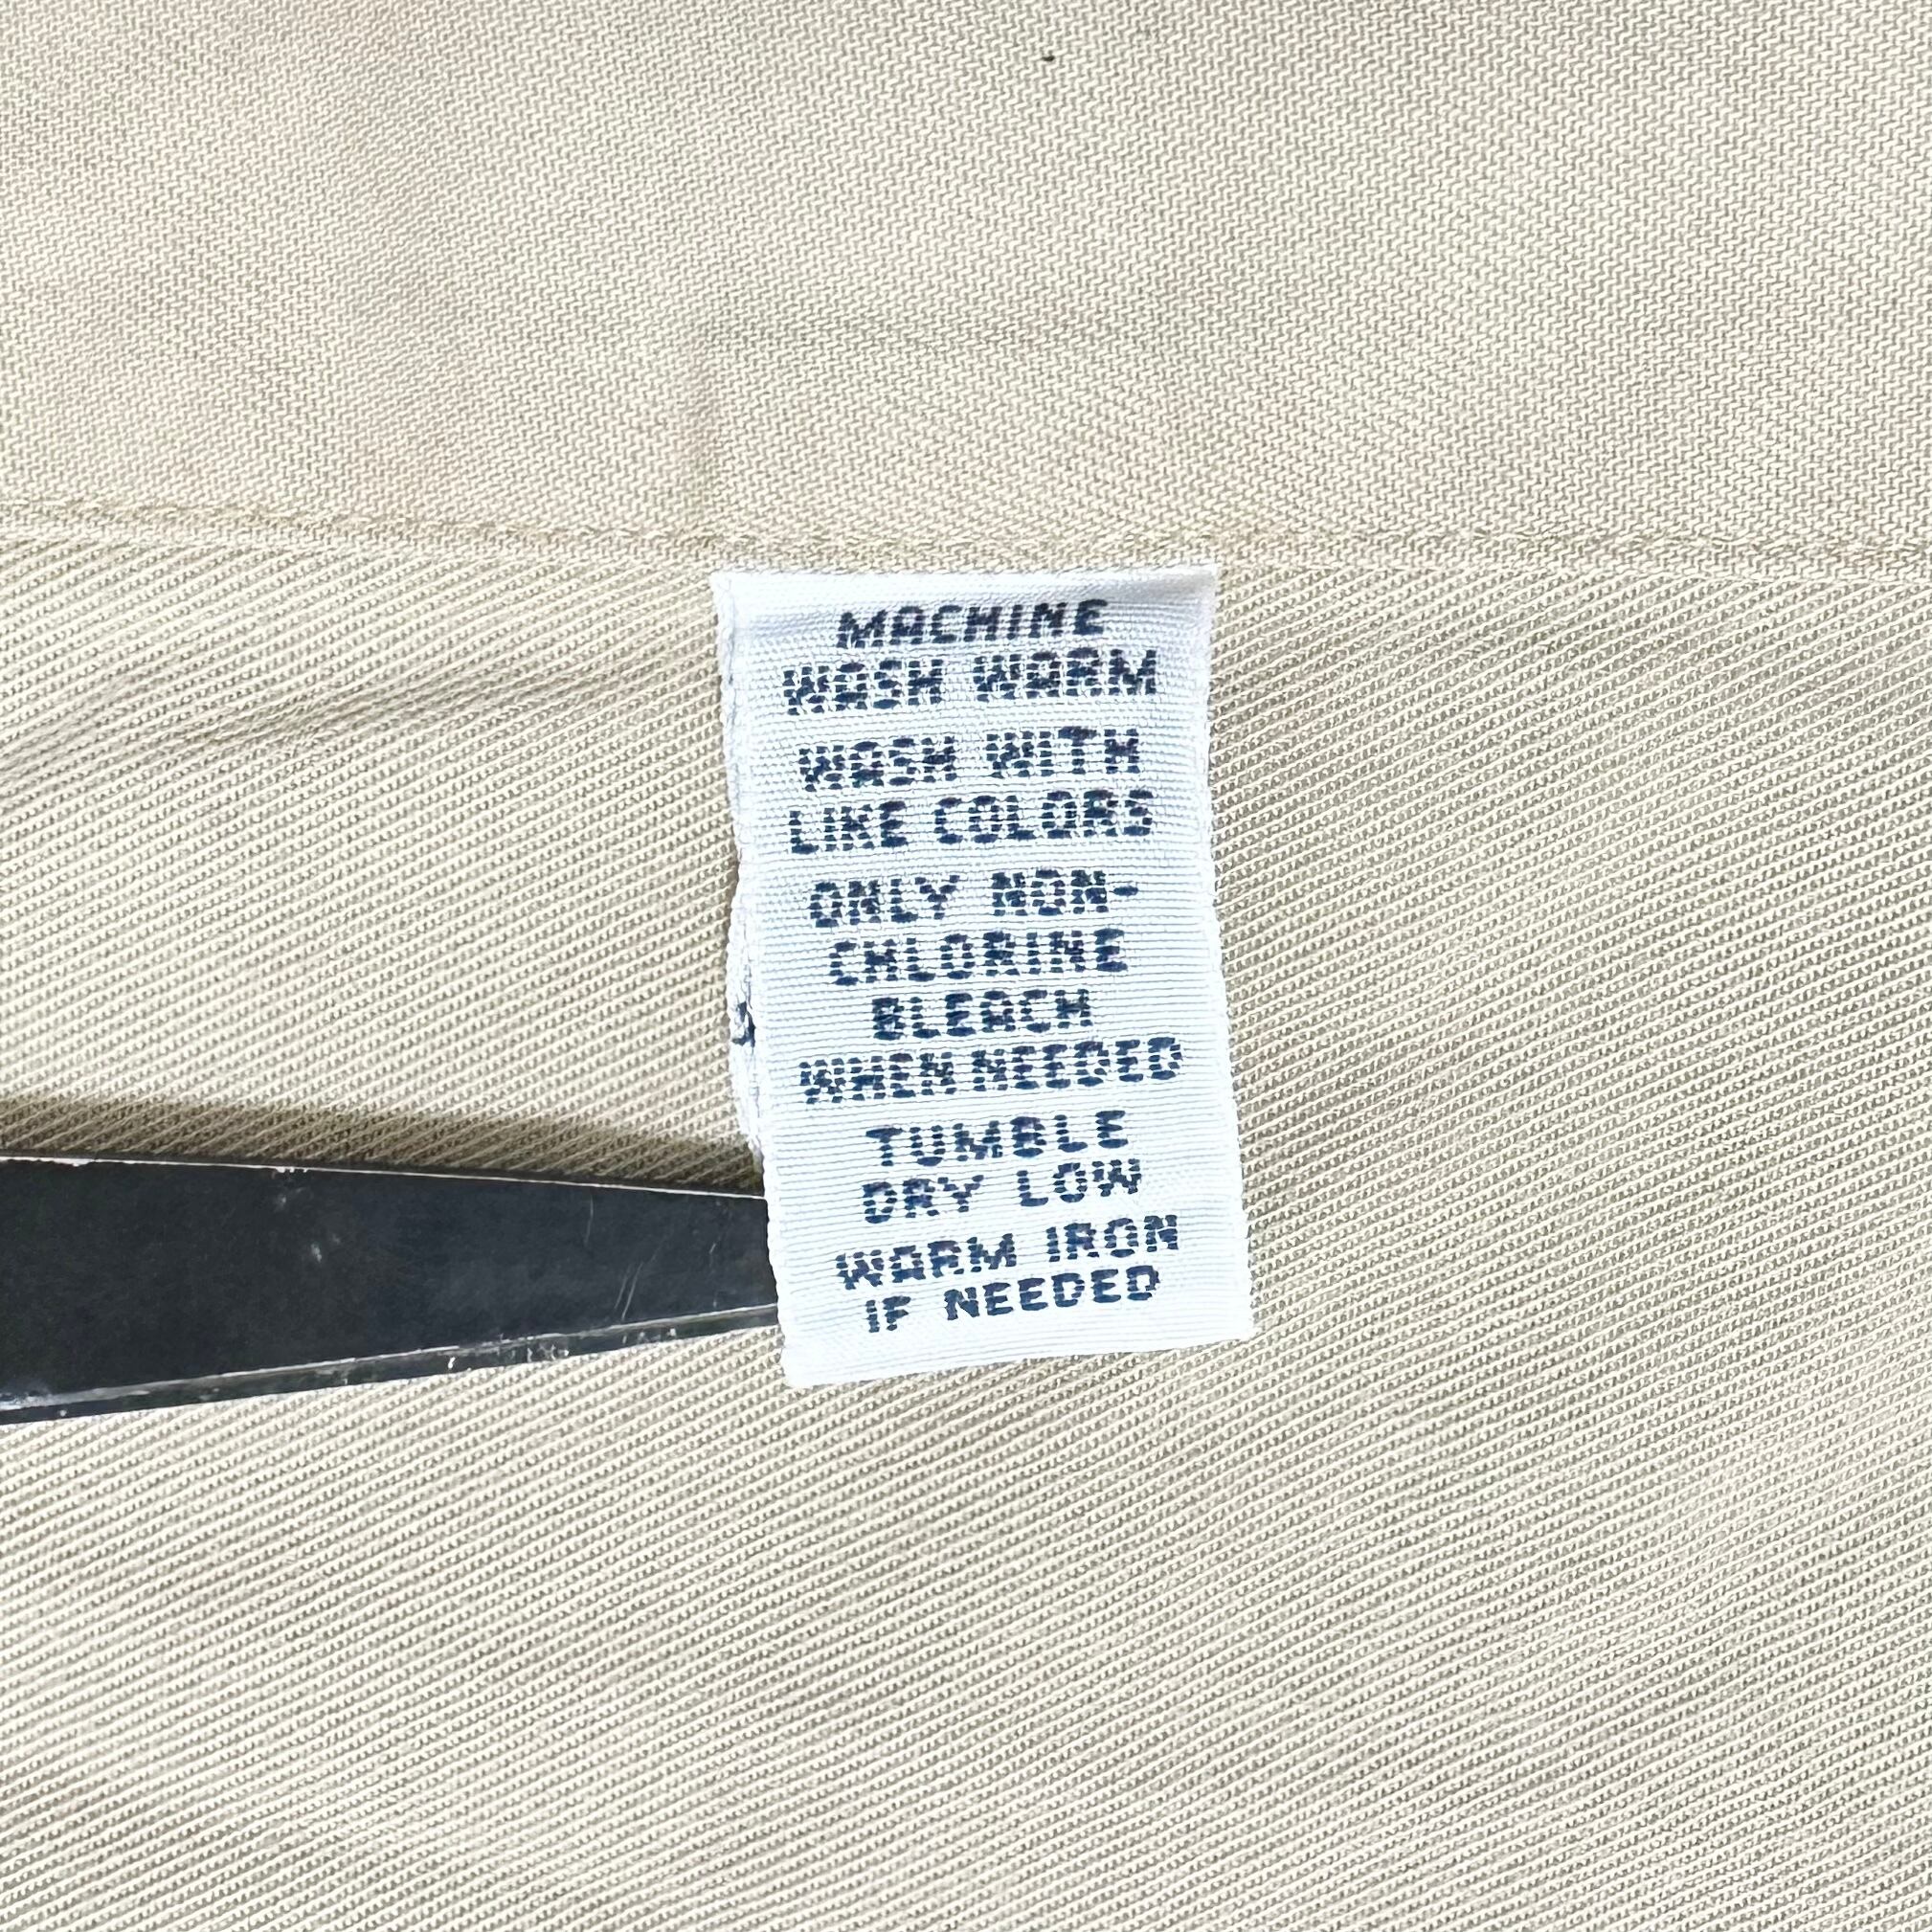 MACHINE
WASH WARM
WASH WITH
LIKE COLORS
ONLY NON-
CHLORINE
BLEACH
WHEN NEEDED
TUMBLE
DRY LOW
WARM IRON
IF NEEDED